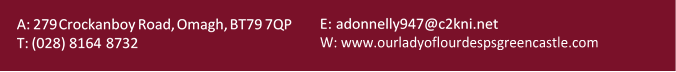 A: 279 Crockanboy Road, Omagh, BT79 7QP
T: (028) 8164 8732
E: adonnelly947@c2kni.net
W: www.ourladyoflourdespsgreencastle.com